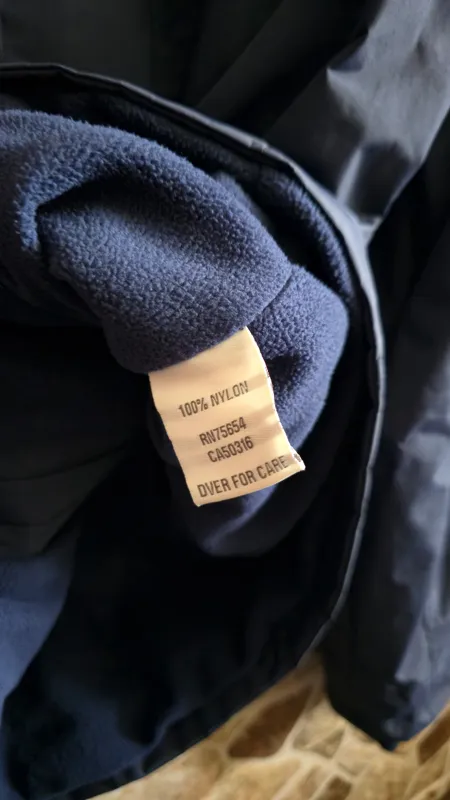 100% NYLON
RN75654
CA50316
OVER FOR CARE